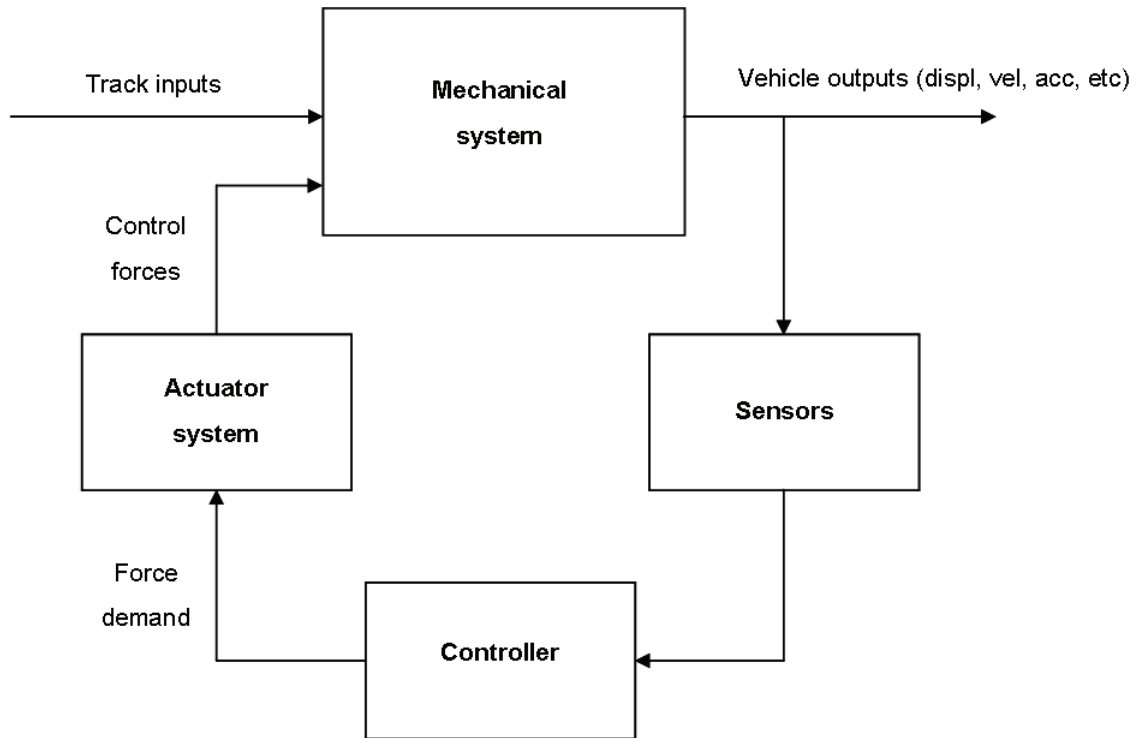 Track inputs
Mechanical
system
Vehicle outputs (displ, vel, acc, etc)
Control
forces
Actuator
system
Sensors
Force
demand
Controller